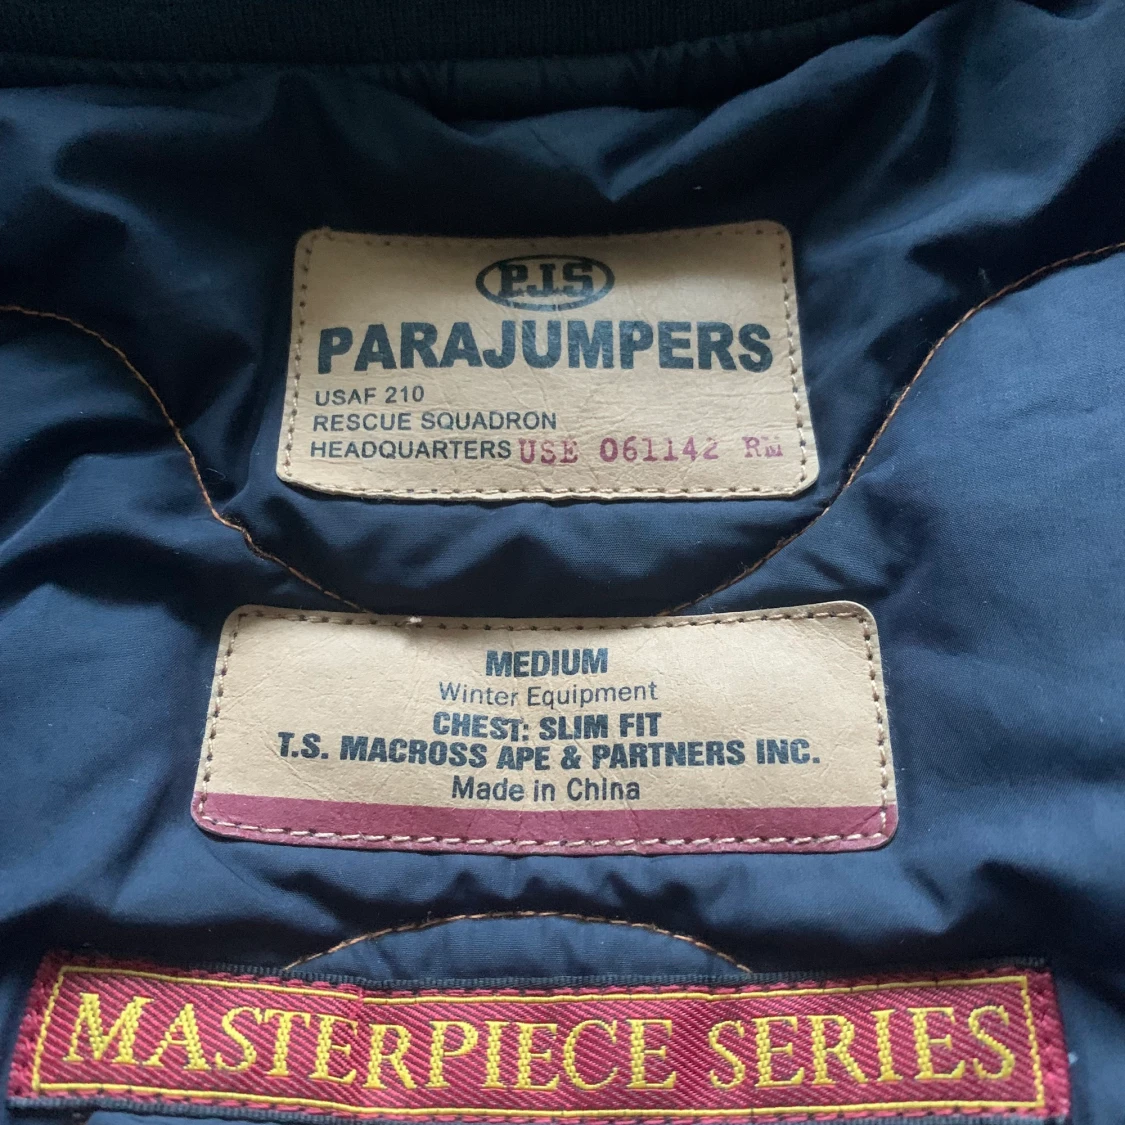 PJS
PARAJUMPERS
USAF 210
RESCUE SQUADRON
HEADQUARTERS USE 061142 RM
MEDIUM
Winter Equipment
CHEST: SLIM FIT
T.S. MACROSS APE & PARTNERS INC.
Made in China
MASTERPIECE SERIES